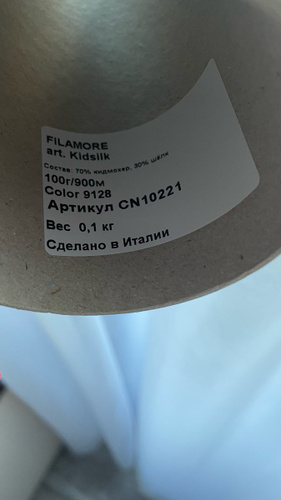 FILAMORE
art. Kidsilk
Состав: 70% кидмохер, 30% шёлк
100г/900м
Color 9128
Артикул CN10221
Вес 0,1 кг
Сделано в Италии